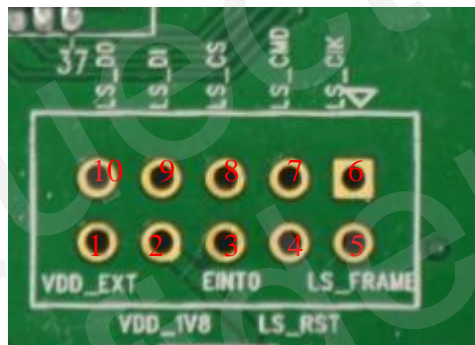 37
LS_DO LS_DI LS_CS LS_CMD LS_ClK
10 9 8 7 6
1 2 3 4 5
VDD_EXT EINTO LS_FRAME
VDD_1V8 LS_RST